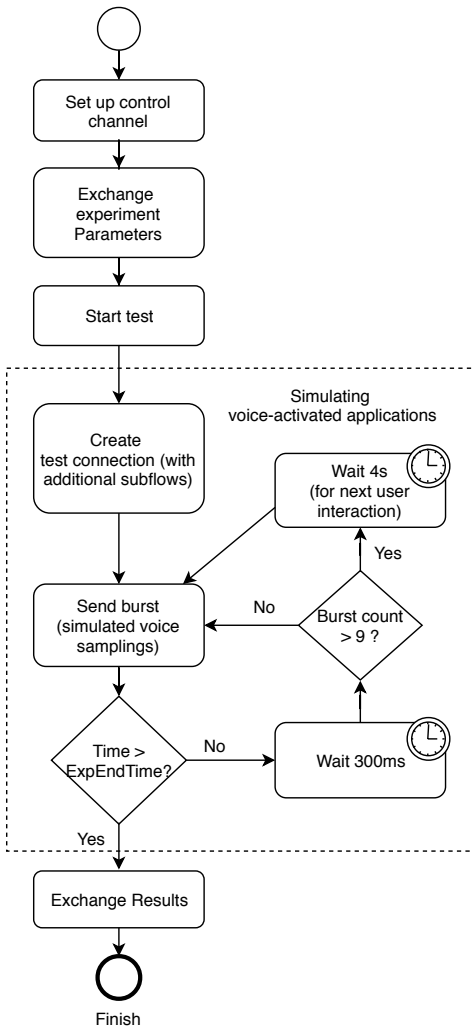 Set up control
channel
Exchange
experiment
Parameters
Start test
Simulating
voice-activated applications
Create
test connection (with
additional subflows)
Wait 4s
(for next user
interaction)
Yes
Send burst
(simulated voice
samplings)
No
Burst count
> 9 ?
Time >
ExpEndTime?
No
Wait 300ms
Yes
Exchange Results
Finish